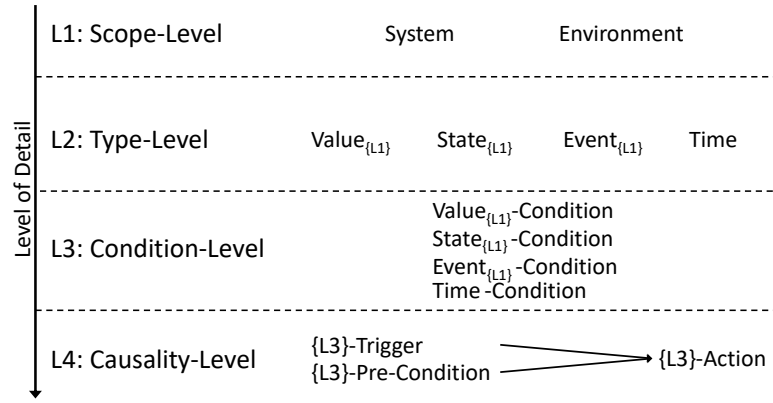 L1: Scope-Level System Environment
Level of Detail
L2: Type-Level Value{L1} State{L1} Event{L1} Time
L3: Condition-Level
Value{L1}-Condition
State{L1}-Condition
Event{L1}-Condition
Time-Condition
L4: Causality-Level
{L3}-Trigger
{L3}-Pre-Condition
{L3}-Action